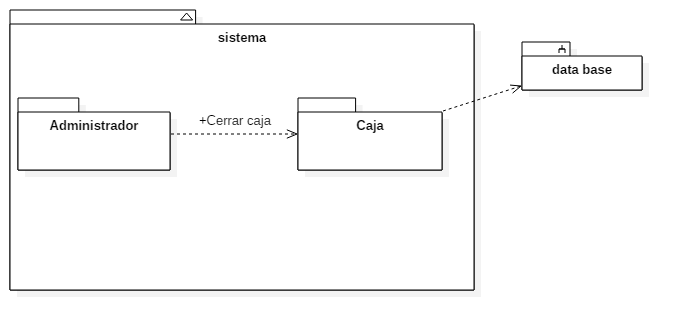 sistema
data base
Administrador
+Cerrar caja
Caja